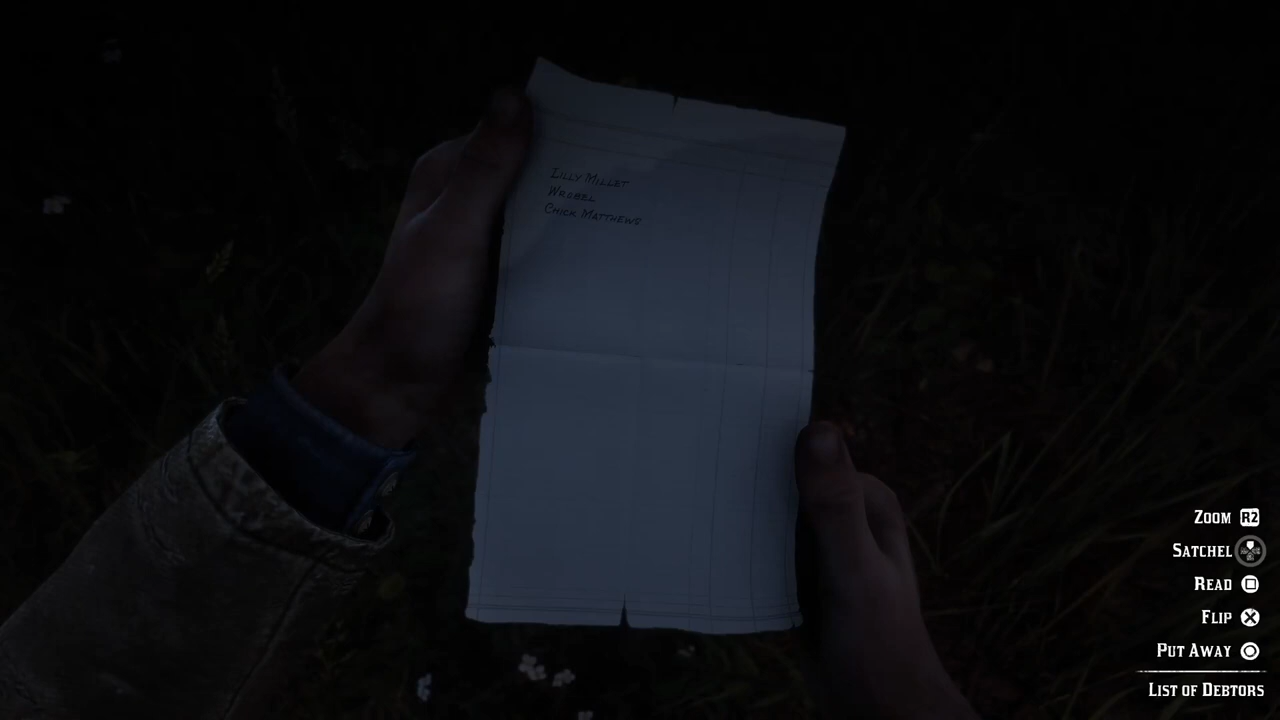 Lilly Millet
Wrobel
Chick Matthews
Zoom R2
Satchel
Read
Flip
Put Away
List of Debtors